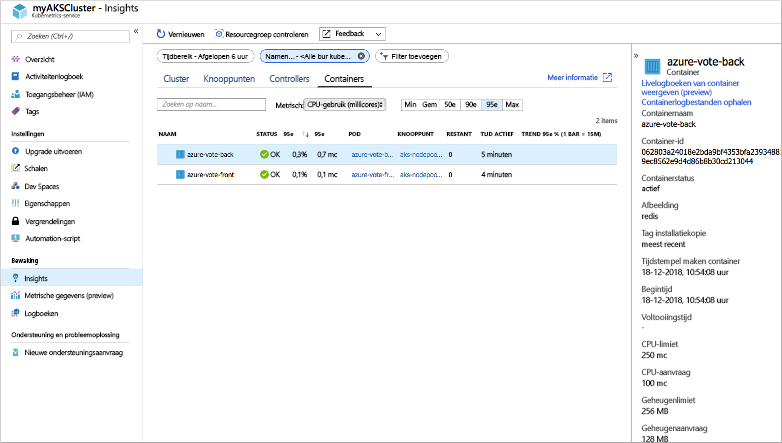 myAKSCluster - Insights
Kubernetics-service
Zoeken (Ctrl+/)
«
Overzicht
Activiteitenlogboek
Toegangsbeheer (IAM)
Tags
Instellingen
Upgrade uitvoeren
Schalen
Dev Spaces
Eigenschappen
Vergrendelingen
Automation-script
Bewaking
Insights
Metrische gegevens (preview)
Logboeken
Ondersteuning en probleemoplossing
Nieuwe ondersteuningsaanvraag
Vernieuwen
Resourcegroep controleren
Feedback
Tijdbereik - Afgelopen 6 uur
Namen... - <Alle bur kube...
Filter toevoegen
Cluster
Knooppunten
Controllers
Containers
Meer informatie
Zoeken op naam...
Metrisch:
CPU-gebruik (millicores)
Min Gem 50e 90e 95e Max
2 items
NAAM STATUS 95e ↑↓ 95e POD KNOOPPUNT RESTANT TIJD ACTIEF TREND 95e % (1 BAR = 15M)
azure-vote-back OK 0,3% 0,7 mc azure-vote-b... aks-nodepoo... 0 5 minuten
azure-vote-front OK 0,1% 0,1 mc azure-vote-fr... aks-nodepoo... 0 4 minuten
»
azure-vote-back
Container
Livelogboeken van container
weergeven (preview)
Containerlogbestanden ophalen
Containernaam
azure-vote-back
Container-id
062803a24018e2bda9bf4353bfa2393488
9ec8562e9d4d86b8b30cd213044
Containerstatus
actief
Afbeelding
redis
Tag installatiekopie
meest recent
Tijdstempel maken container
18-12-2018, 10:54:08 uur
Begintijd
18-12-2018, 10:54:08 uur
Voltooiingstijd
-
CPU-limiet
250 mc
CPU-aanvraag
100 mc
Geheugenlimiet
256 MB
Geheugenaanvraag
128 MB